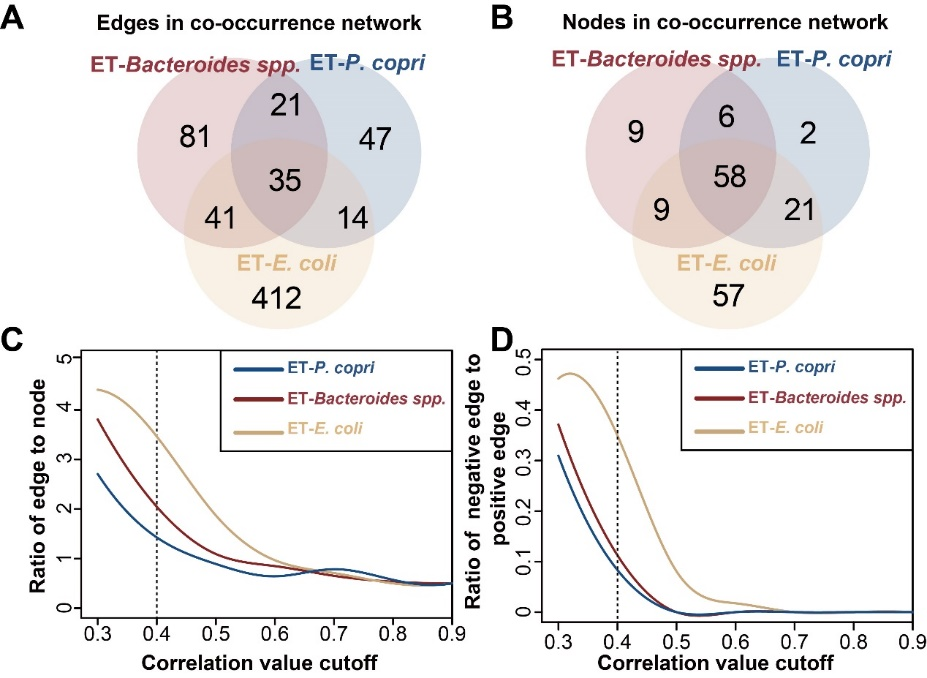 A
Edges in co-occurrence network
ET-Bacteroides spp.
ET-P. copri
21
81
47
35
41
14
ET-E. coli
412
B
Nodes in co-occurrence network
ET-Bacteroides spp.
ET-P. copri
6
9
2
58
9
21
ET-E. coli
57
C
Ratio of edge to node
5
4
3
2
1
0
ET-P. copri
ET-Bacteroides spp.
ET-E. coli
0.3 0.4 0.5 0.6 0.7 0.8 0.9
Correlation value cutoff
D
Ratio of negative edge to
positive edge
0.5
0.4
0.3
0.2
0.1
0
ET-P. copri
ET-Bacteroides spp.
ET-E. coli
0.3 0.4 0.5 0.6 0.7 0.8 0.9
Correlation value cutoff